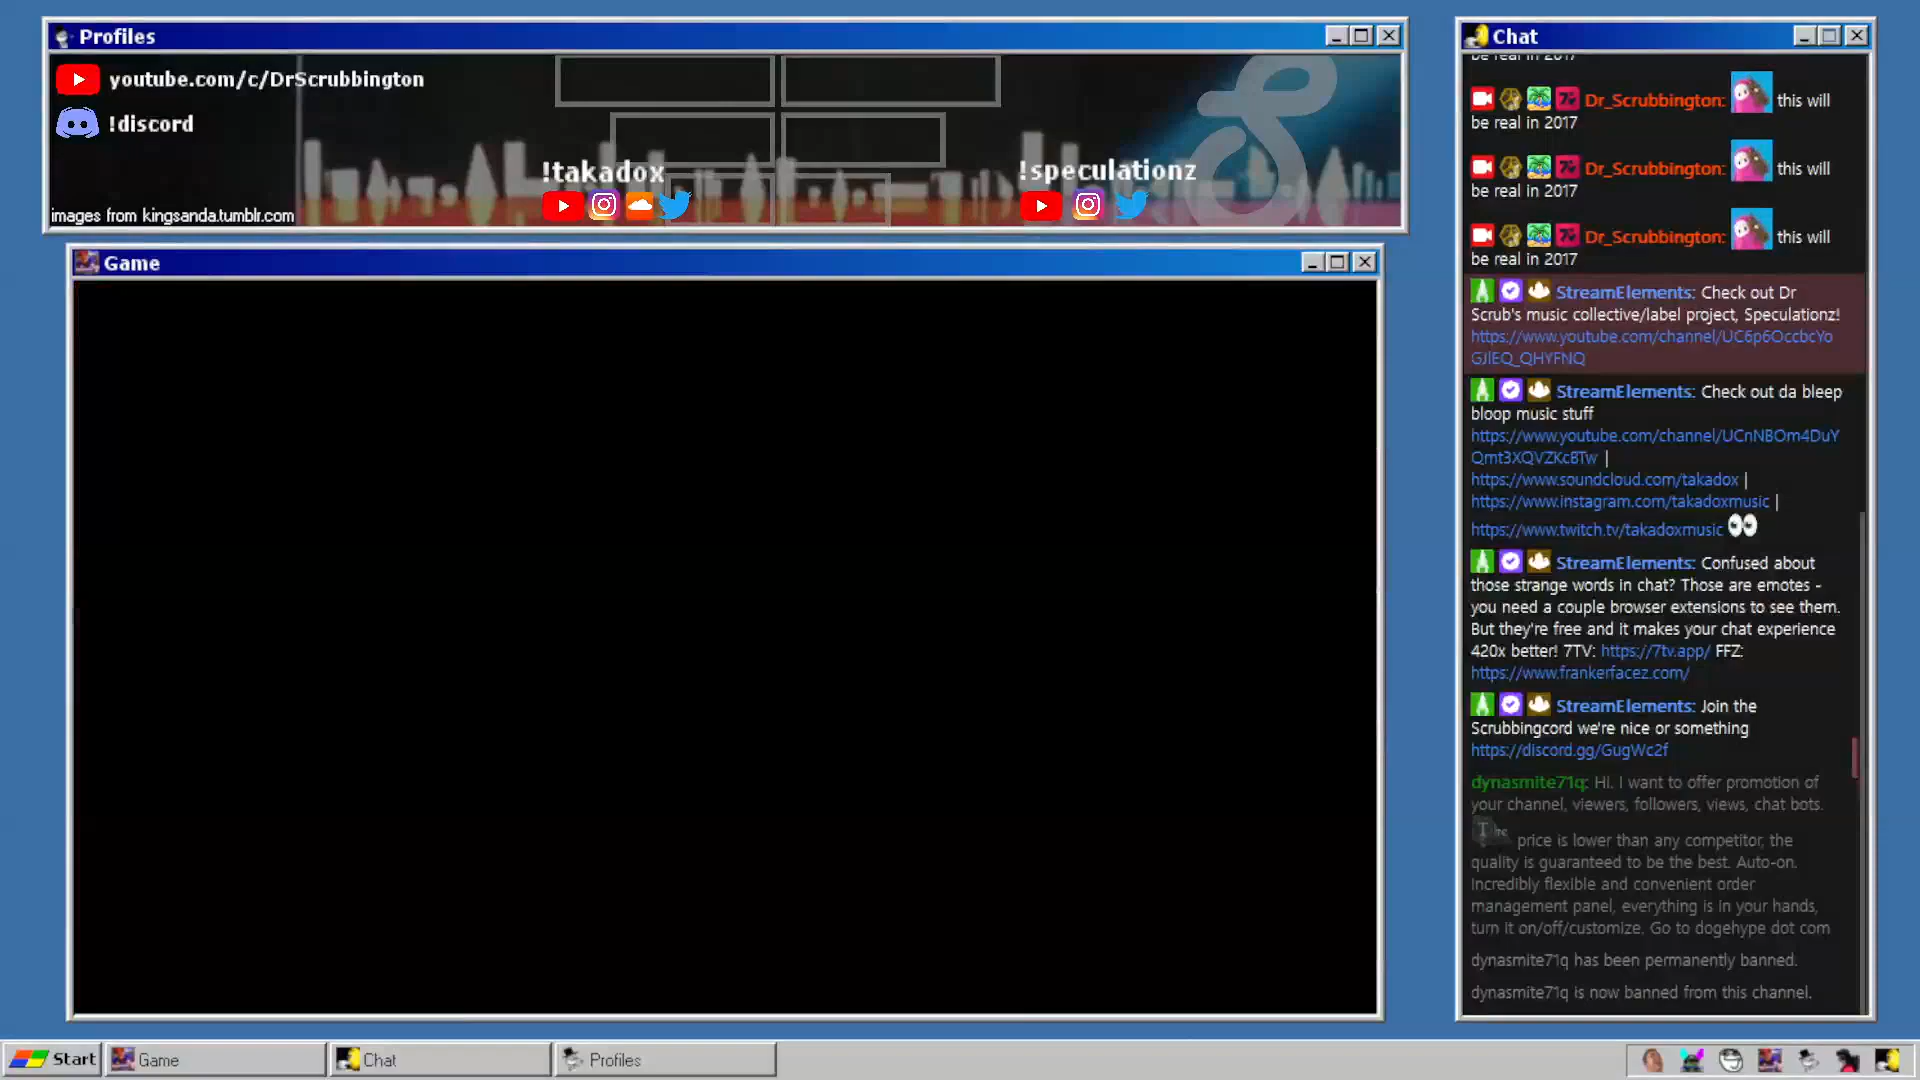 Profiles
youtube.com/c/DrScrubbington
!discord
!takadox
!speculationz
images from kingsanda.tumblr.com
Game
Chat
be real in 2017
Dr_Scrubbington: this will
be real in 2017
Dr_Scrubbington: this will
be real in 2017
Dr_Scrubbington: this will
be real in 2017
StreamElements: Check out Dr
Scrub's music collective/label project, Speculationz!
https://www.youtube.com/channel/UC6p6OccbcYo
GJlEQ_QHYFNQ
StreamElements: Check out da bleep
bloop music stuff
https://www.youtube.com/channel/UCnNBOm4DuY
Qmt3XQVZKcBTw |
https://www.soundcloud.com/takadox |
https://www.instagram.com/takadoxmusic |
https://www.twitch.tv/takadoxmusic
StreamElements: Confused about
those strange words in chat? Those are emotes -
you need a couple browser extensions to see them.
But they're free and it makes your chat experience
420x better! 7TV: https://7tv.app/ FFZ:
https://www.frankerfacez.com/
StreamElements: Join the
Scrubbingcord we're nice or something
https://discord.gg/GugWc2f
dynasmite71q: Hi. I want to offer promotion of
your channel, viewers, followers, views, chat bots.
The price is lower than any competitor, the
quality is guaranteed to be the best. Auto-on.
Incredibly flexible and convenient order
management panel, everything is in your hands,
turn it on/off/customize. Go to dogehype dot com
dynasmite71q has been permanently banned.
dynasmite71q is now banned from this channel.
Start
Game
Chat
Profiles